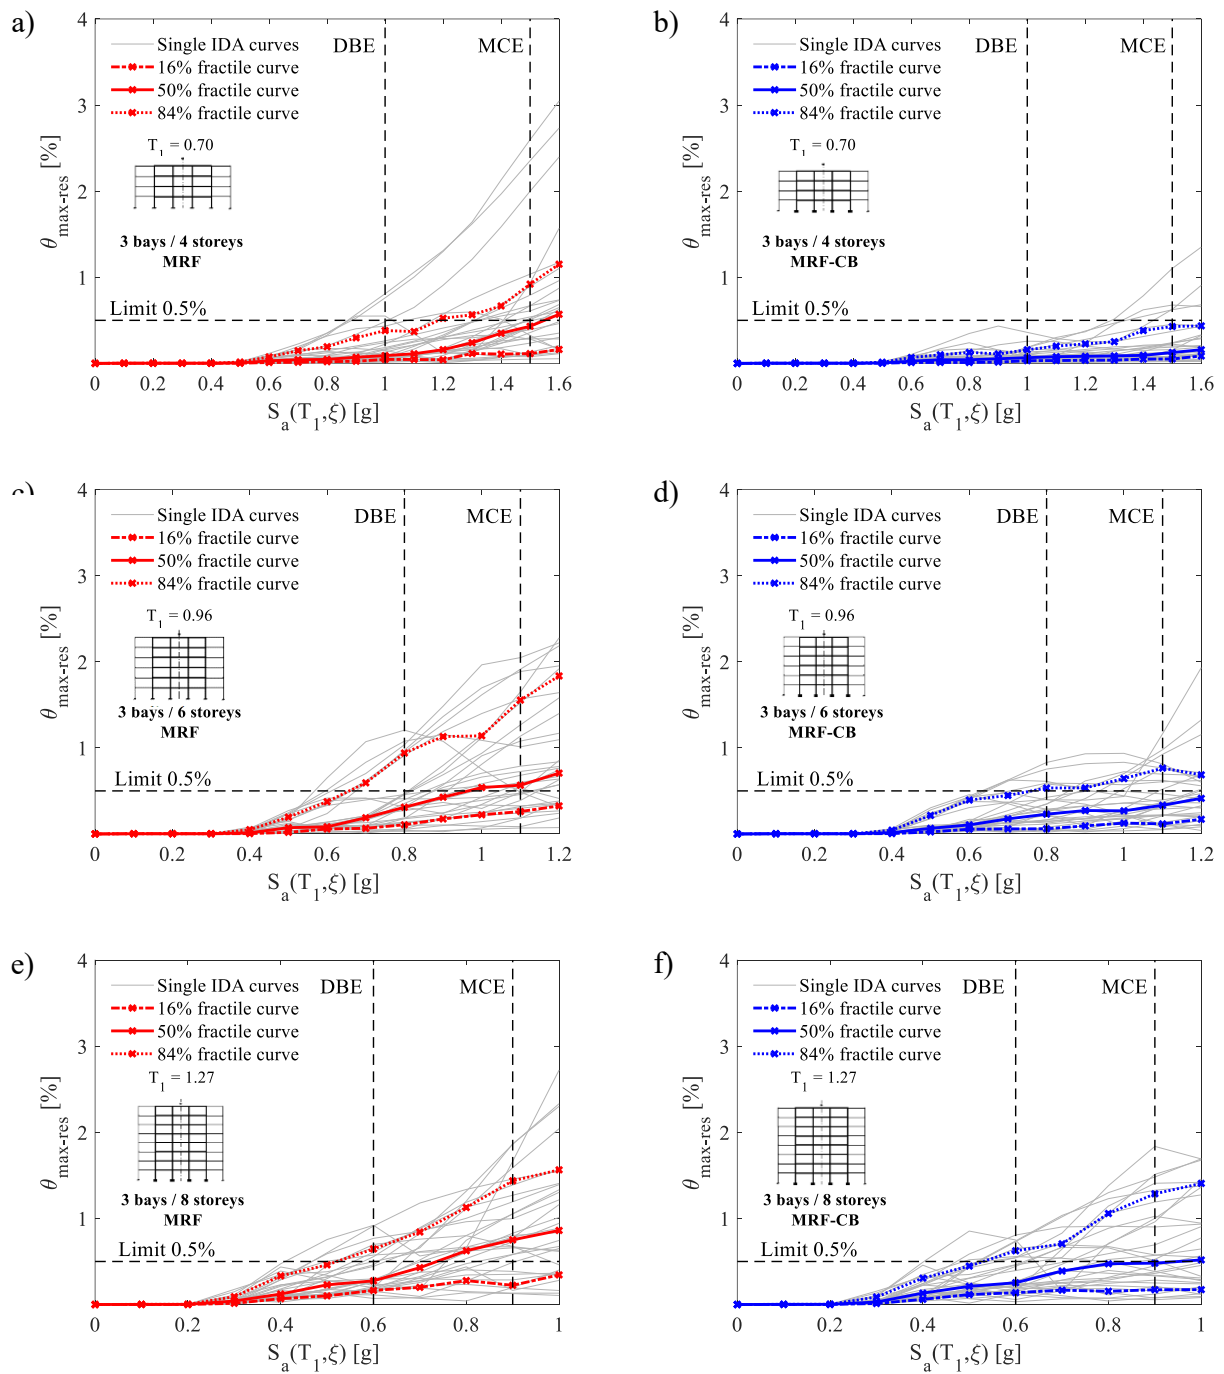 a)
4
3
2
1
θmax-res [%]
Single IDA curves
16% fractile curve
50% fractile curve
84% fractile curve
DBE
MCE
T1 = 0.70
3 bays / 4 storeys
MRF
Limit 0.5%
0 0.2 0.4 0.6 0.8 1 1.2 1.4 1.6
Sa(T1,ξ) [g]
b)
4
3
2
1
θmax-res [%]
Single IDA curves
16% fractile curve
50% fractile curve
84% fractile curve
DBE
MCE
T1 = 0.70
3 bays / 4 storeys
MRF-CB
Limit 0.5%
0 0.2 0.4 0.6 0.8 1 1.2 1.4 1.6
Sa(T1,ξ) [g]
c)
4
3
2
1
θmax-res [%]
Single IDA curves
16% fractile curve
50% fractile curve
84% fractile curve
DBE
MCE
T1 = 0.96
3 bays / 6 storeys
MRF
Limit 0.5%
0 0.2 0.4 0.6 0.8 1 1.2
Sa(T1,ξ) [g]
d)
4
3
2
1
θmax-res [%]
Single IDA curves
16% fractile curve
50% fractile curve
84% fractile curve
DBE
MCE
T1 = 0.96
3 bays / 6 storeys
MRF-CB
Limit 0.5%
0 0.2 0.4 0.6 0.8 1 1.2
Sa(T1,ξ) [g]
e)
4
3
2
1
θmax-res [%]
Single IDA curves
16% fractile curve
50% fractile curve
84% fractile curve
DBE
MCE
T1 = 1.27
3 bays / 8 storeys
MRF
Limit 0.5%
0 0.2 0.4 0.6 0.8 1
Sa(T1,ξ) [g]
f)
4
3
2
1
θmax-res [%]
Single IDA curves
16% fractile curve
50% fractile curve
84% fractile curve
DBE
MCE
T1 = 1.27
3 bays / 8 storeys
MRF-CB
Limit 0.5%
0 0.2 0.4 0.6 0.8 1
Sa(T1,ξ) [g]